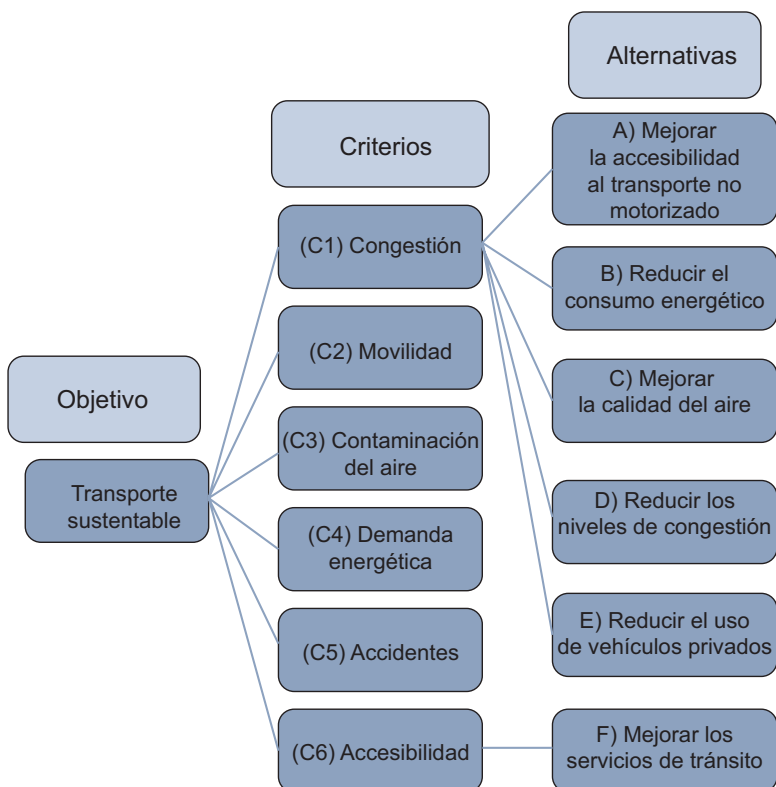 Objetivo
Transporte
sustentable
Criterios
(C1) Congestión
(C2) Movilidad
(C3) Contaminación
del aire
(C4) Demanda
energética
(C5) Accidentes
(C6) Accesibilidad
Alternativas
A) Mejorar
la accesibilidad
al transporte no
motorizado
B) Reducir el
consumo energético
C) Mejorar
la calidad del aire
D) Reducir los
niveles de congestión
E) Reducir el uso
de vehículos privados
F) Mejorar los
servicios de tránsito